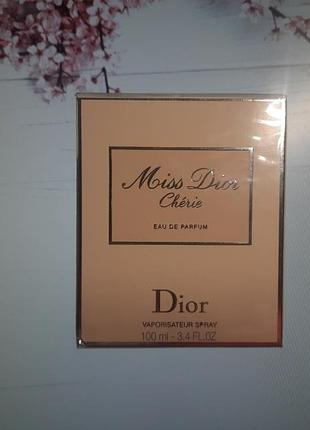 Miss Dior
Chérie
EAU DE PARFUM
Dior
VAPORISATEUR SPRAY
100 ml - 3.4 FL.OZ